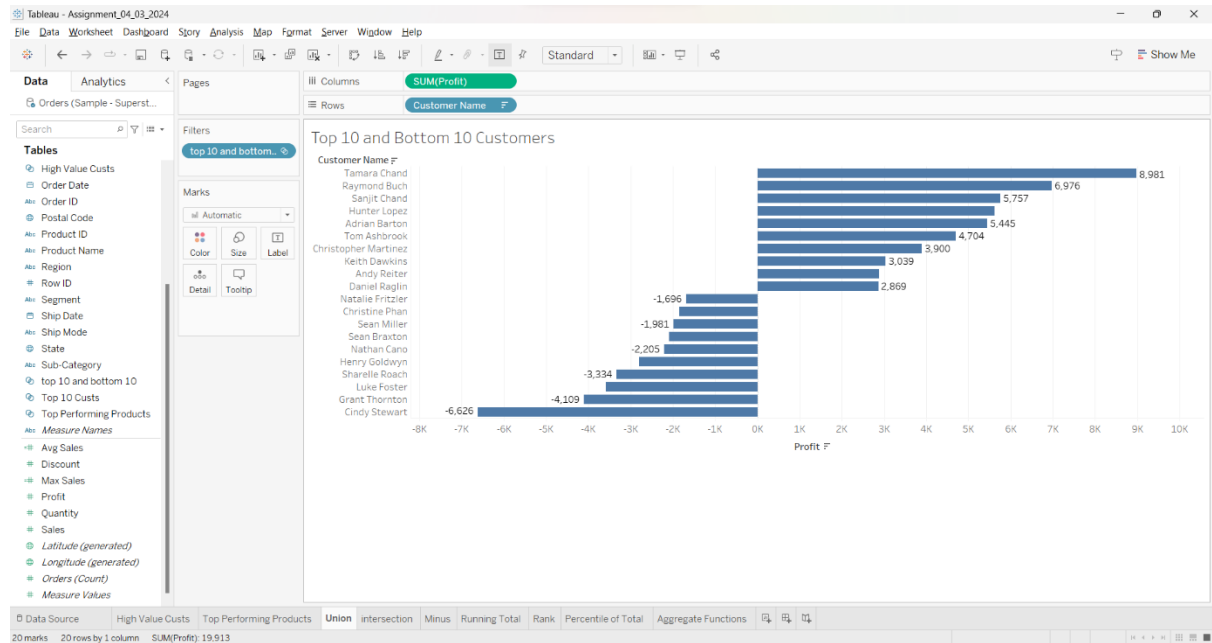 Tableau - Assignment_04_03_2024
File Data Worksheet Dashboard Story Analysis Map Format Server Window Help
Standard
Show Me
Data Analytics
Orders (Sample - Superst...
Search
Tables
High Value Custs
Order Date
Abc Order ID
Postal Code
Abc Product ID
Abc Product Name
Abc Region
# Row ID
Abc Segment
Ship Date
Abc Ship Mode
State
Abc Sub-Category
top 10 and bottom 10
Top 10 Custs
Top Performing Products
Abc Measure Names
=# Avg Sales
# Discount
=# Max Sales
# Profit
# Quantity
# Sales
Latitude (generated)
Longitude (generated)
# Orders (Count)
# Measure Values
Pages
Filters
top 10 and bottom..
Marks
Automatic
Color Size Label
Detail Tooltip
Columns SUM(Profit)
Rows Customer Name
Top 10 and Bottom 10 Customers
Customer Name
Tamara Chand 8,981
Raymond Buch 6,976
Sanjit Chand 5,757
Hunter Lopez
Adrian Barton 5,445
Tom Ashbrook 4,704
Christopher Martinez 3,900
Keith Dawkins 3,039
Andy Reiter
Daniel Raglin 2,869
Natalie Fritzler -1,696
Christine Phan
Sean Miller -1,981
Sean Braxton
Nathan Cano -2,205
Henry Goldwyn
Sharelle Roach -3,334
Luke Foster
Grant Thornton -4,109
Cindy Stewart -6,626
-8K -7K -6K -5K -4K -3K -2K -1K 0K 1K 2K 3K 4K 5K 6K 7K 8K 9K 10K
Profit
Data Source High Value Custs Top Performing Products Union intersection Minus Running Total Rank Percentile of Total Aggregate Functions
20 marks 20 rows by 1 column SUM(Profit): 19,913